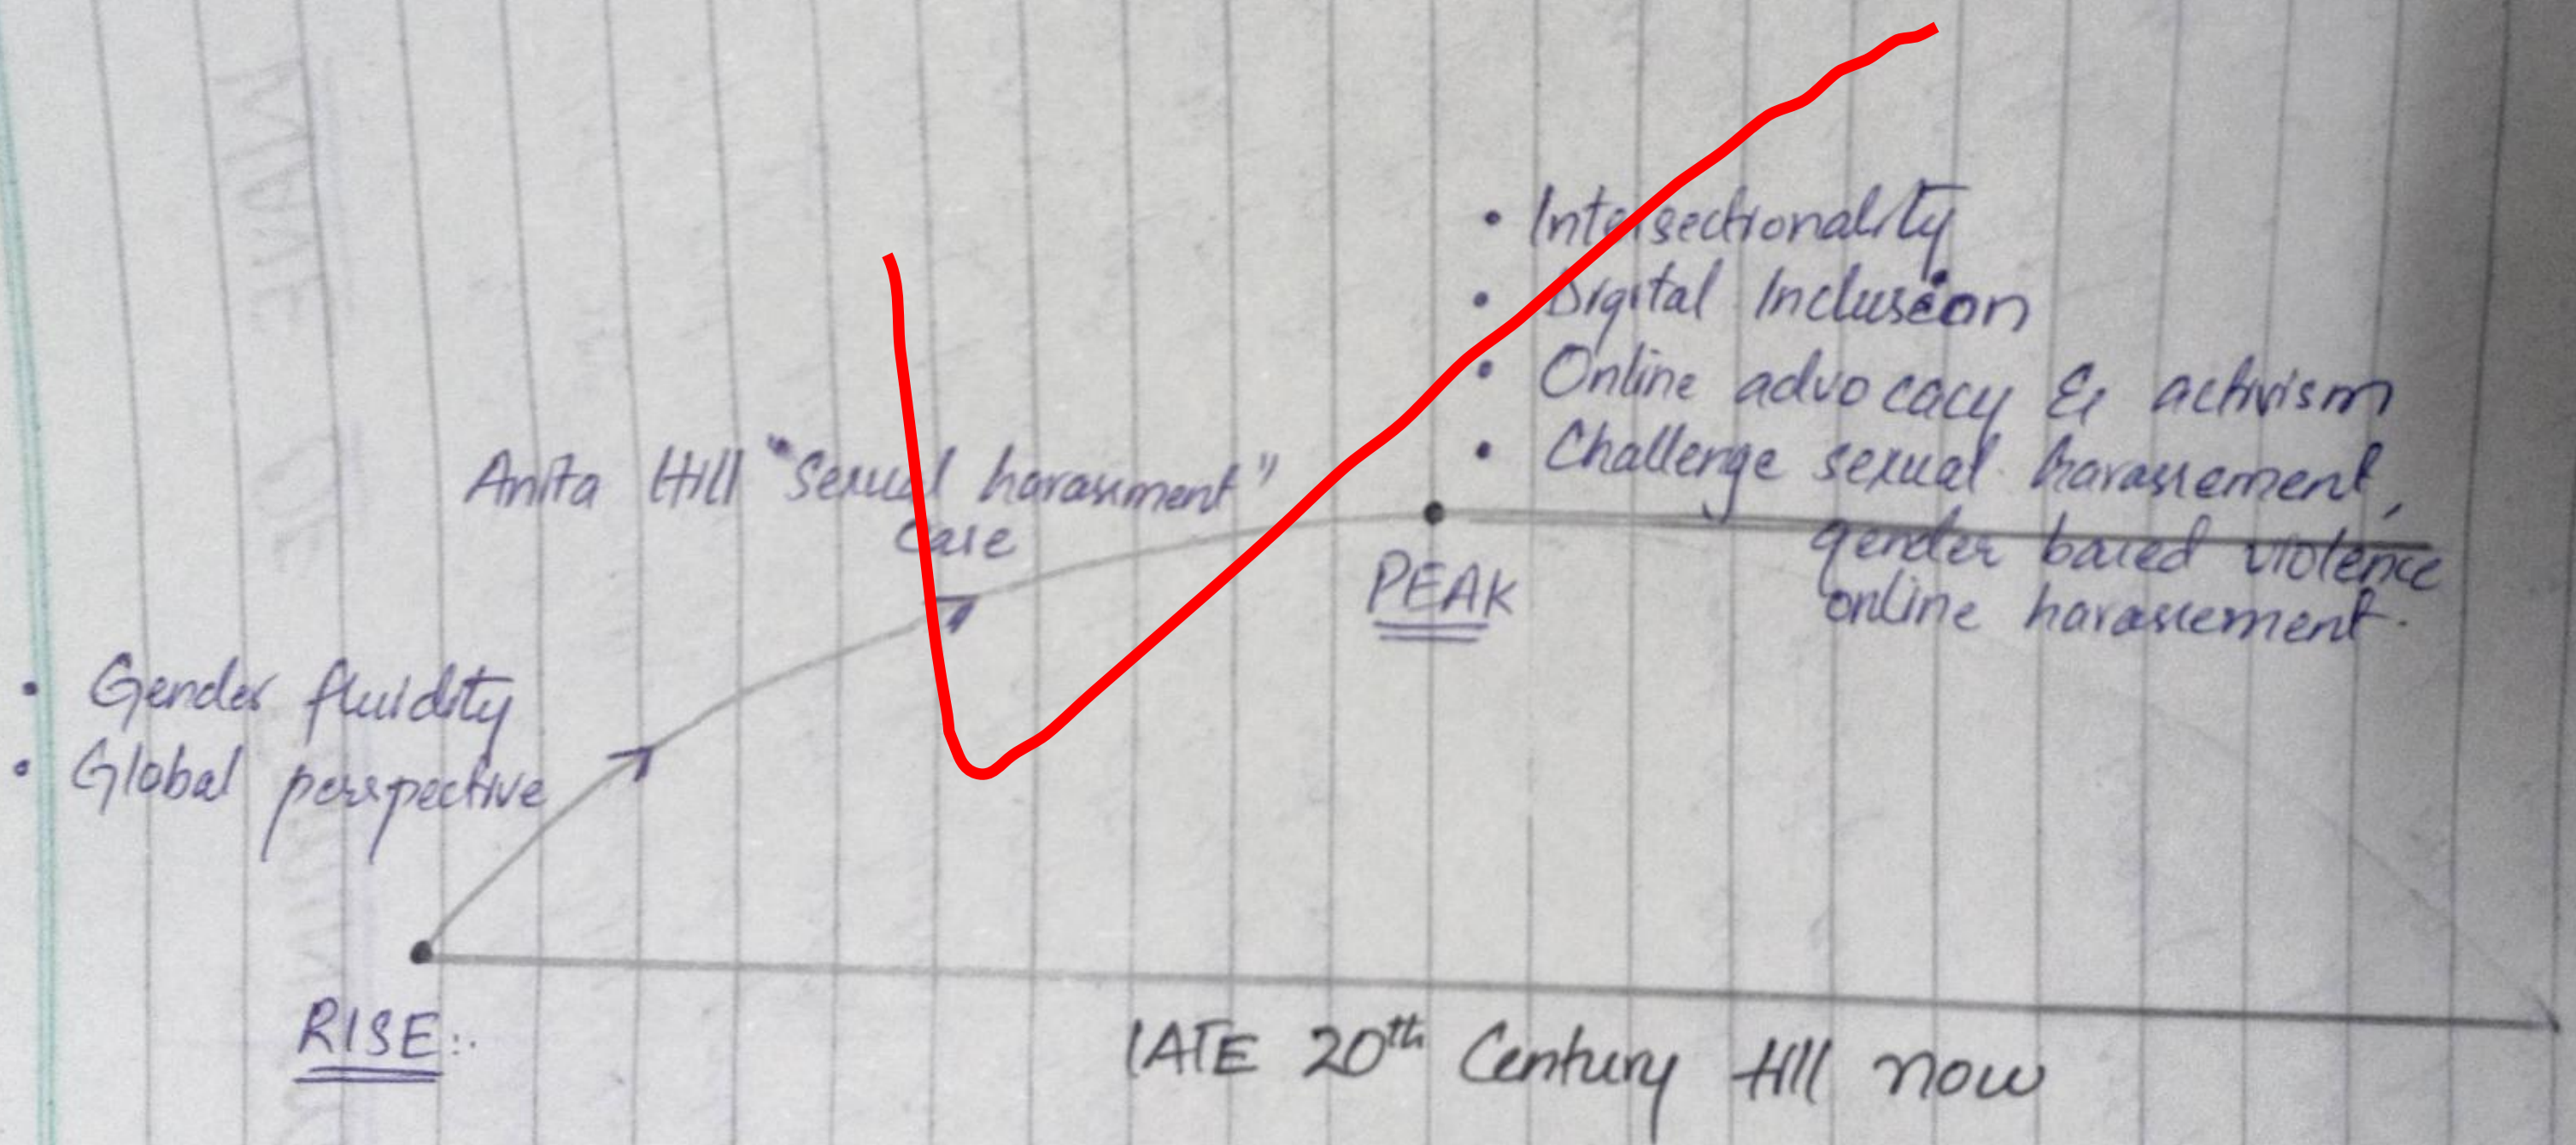 • Intersectionality
• Digital Inclusion
• Online advocacy & activism
• Challenge sexual harassement,
gender based violence
online harassement.
Anita Hill "Sexual harassment"
case
PEAK
• Gender fluidity
• Global perspective
RISE:.
LATE 20th Century till now